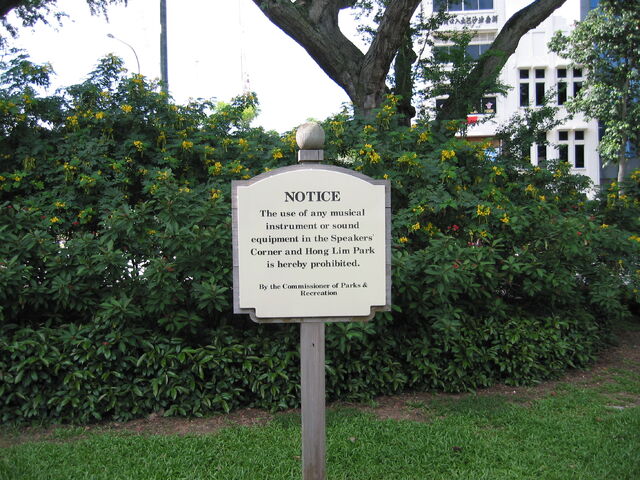 NOTICE
The use of any musical
instrument or sound
equipment in the Speakers'
Corner and Hong Lim Park
is hereby prohibited.
By the Commissioner of Parks &
Recreation